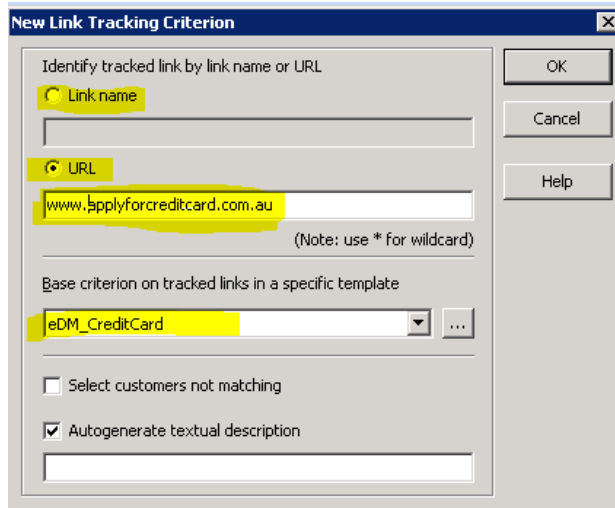 New Link Tracking Criterion
Identify tracked link by link name or URL
OK
Link name
Cancel
URL
Help
www.applyforcreditcard.com.au
(Note: use * for wildcard)
Base criterion on tracked links in a specific template
eDM_CreditCard
...
Select customers not matching
Autogenerate textual description